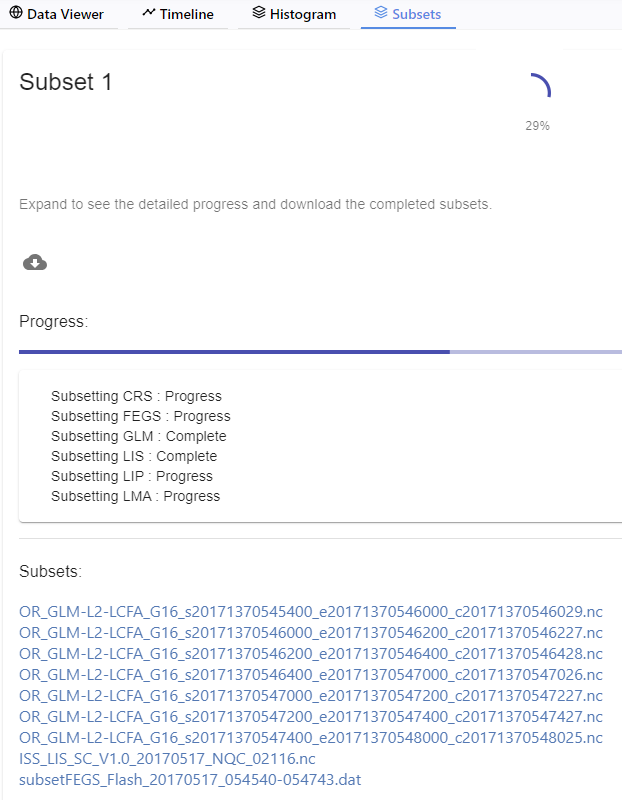 Data Viewer Timeline Histogram Subsets
Subset 1
29%
Expand to see the detailed progress and download the completed subsets.
Progress:
Subsetting CRS : Progress
Subsetting FEGS : Progress
Subsetting GLM : Complete
Subsetting LIS : Complete
Subsetting LIP : Progress
Subsetting LMA : Progress
Subsets:
OR_GLM-L2-LCFA_G16_s20171370545400_e20171370546000_c20171370546029.nc
OR_GLM-L2-LCFA_G16_s20171370546000_e20171370546200_c20171370546227.nc
OR_GLM-L2-LCFA_G16_s20171370546200_e20171370546400_c20171370546428.nc
OR_GLM-L2-LCFA_G16_s20171370546400_e20171370547000_c20171370547026.nc
OR_GLM-L2-LCFA_G16_s20171370547000_e20171370547200_c20171370547227.nc
OR_GLM-L2-LCFA_G16_s20171370547200_e20171370547400_c20171370547427.nc
OR_GLM-L2-LCFA_G16_s20171370547400_e20171370548000_c20171370548025.nc
ISS_LIS_SC_V1.0_20170517_NQC_02116.nc
subsetFEGS_Flash_20170517_054540-054743.dat